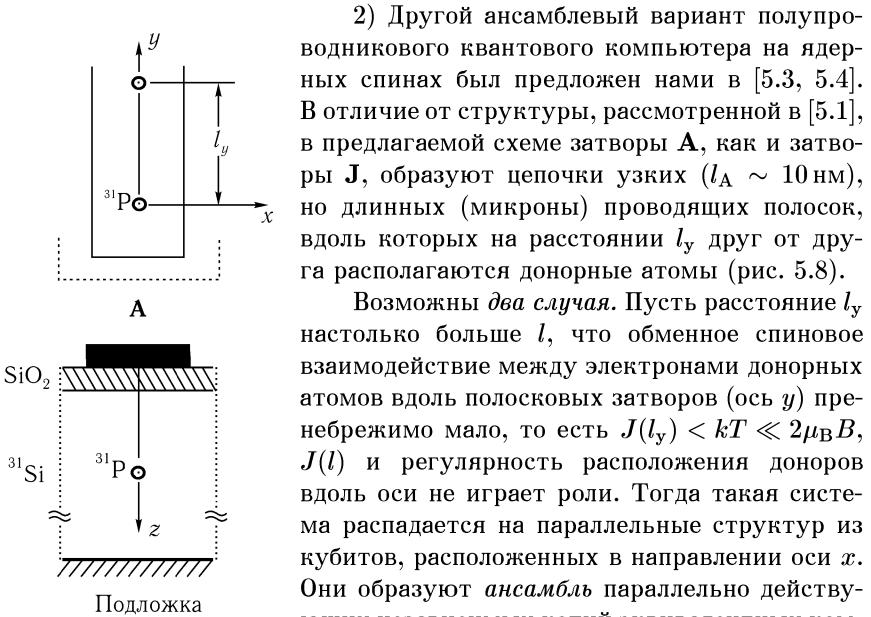 y
l_y
³¹P
x
A
SiO₂
³¹Si
³¹P
z
Подложка
2) Другой ансамблевый вариант полупро-
водникового квантового компьютера на ядер-
ных спинах был предложен нами в [5.3, 5.4].
В отличие от структуры, рассмотренной в [5.1],
в предлагаемой схеме затворы A, как и затво-
ры J, образуют цепочки узких (l_A ∼ 10 нм),
но длинных (микроны) проводящих полосок,
вдоль которых на расстоянии l_y друг от дру-
га располагаются донорные атомы (рис. 5.8).
Возможны два случая. Пусть расстояние l_y
настолько больше l, что обменное спиновое
взаимодействие между электронами донорных
атомов вдоль полосковых затворов (ось y) пре-
небрежимо мало, то есть J(l_y) < kT ≪ 2μ_BB,
J(l) и регулярность расположения доноров
вдоль оси не играет роли. Тогда такая систе-
ма распадается на параллельные структур из
кубитов, расположенных в направлении оси x.
Они образуют ансамбль параллельно действу-